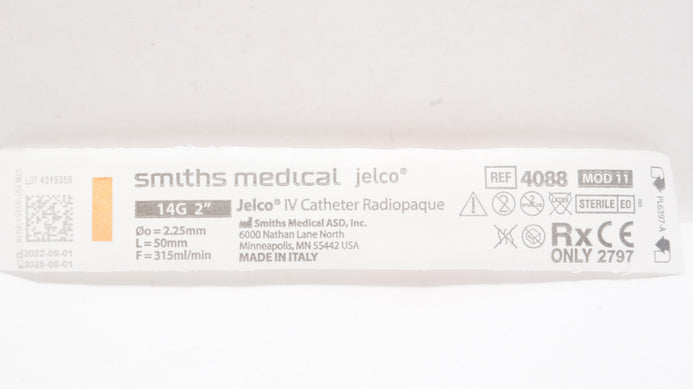 LOT 4315358
2022-09-01
2025-09-01
smiths medical jelco®
14G 2"
Øo = 2.25mm
L = 50mm
F = 315ml/min
Jelco® IV Catheter Radiopaque
Smiths Medical ASD, Inc.
6000 Nathan Lane North
Minneapolis, MN 55442 USA
MADE IN ITALY
REF 4088 MOD 11
LATEX
STERILE EO 8
Rx CE
ONLY 2797
PL6397-A